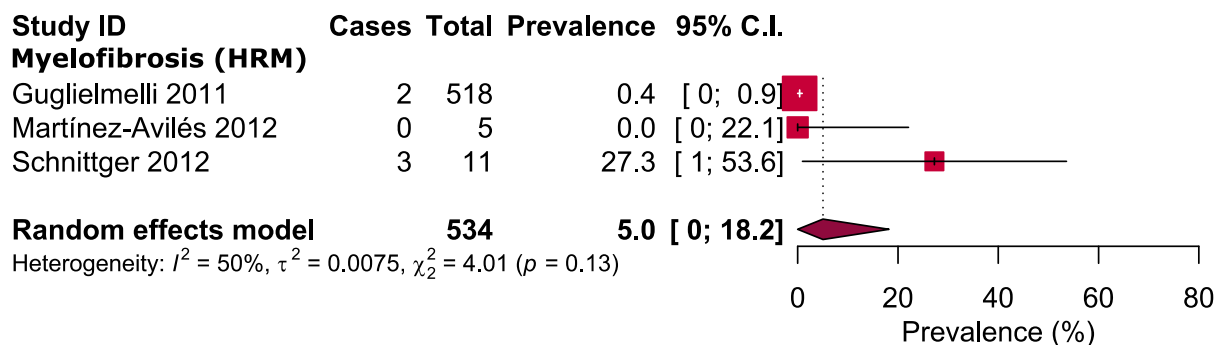 Study ID Cases Total Prevalence 95% C.I.
Myelofibrosis (HRM)
Guglielmelli 2011 2 518 0.4 [ 0; 0.9]
Martínez-Avilés 2012 0 5 0.0 [ 0; 22.1]
Schnittger 2012 3 11 27.3 [ 1; 53.6]
Random effects model 534 5.0 [ 0; 18.2]
Heterogeneity: I² = 50%, τ² = 0.0075, χ²₂ = 4.01 (p = 0.13)
0 20 40 60 80
Prevalence (%)